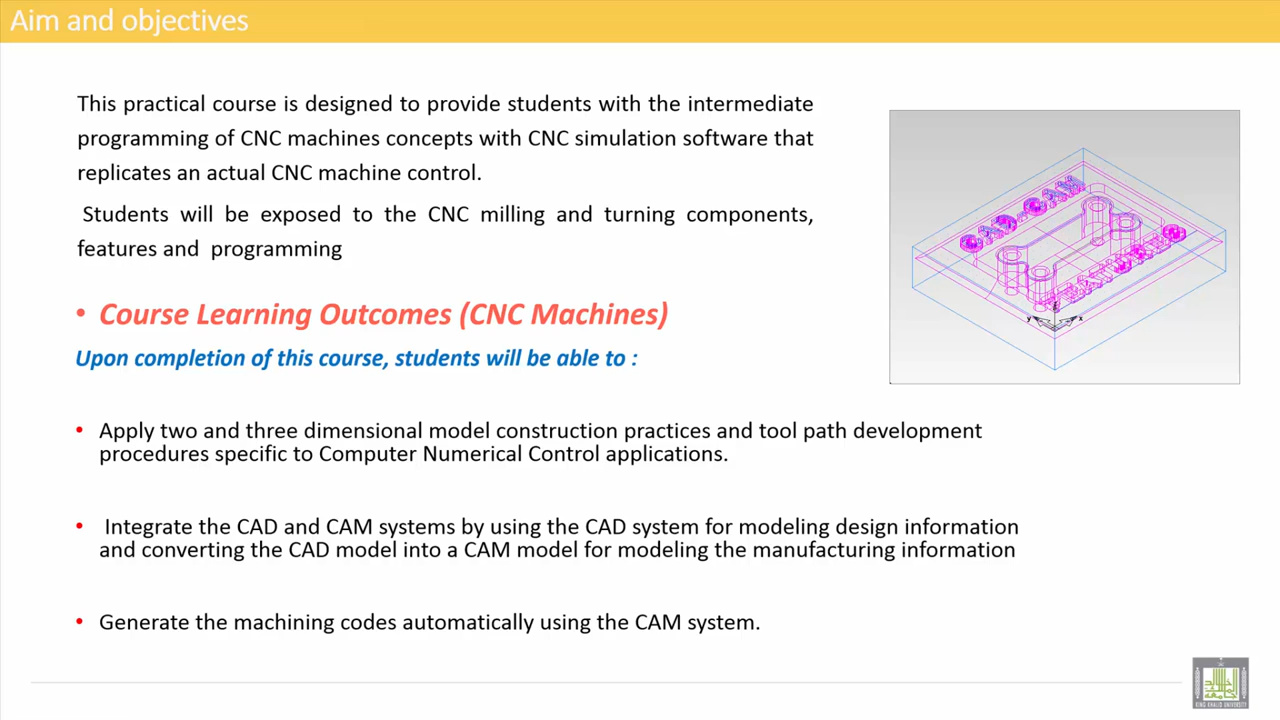 Aim and objectives
This practical course is designed to provide students with the intermediate
programming of CNC machines concepts with CNC simulation software that
replicates an actual CNC machine control.
Students will be exposed to the CNC milling and turning components,
features and programming
• Course Learning Outcomes (CNC Machines)
Upon completion of this course, students will be able to :
• Apply two and three dimensional model construction practices and tool path development
procedures specific to Computer Numerical Control applications.
• Integrate the CAD and CAM systems by using the CAD system for modeling design information
and converting the CAD model into a CAM model for modeling the manufacturing information
• Generate the machining codes automatically using the CAM system.
KING KHALID UNIVERSITY